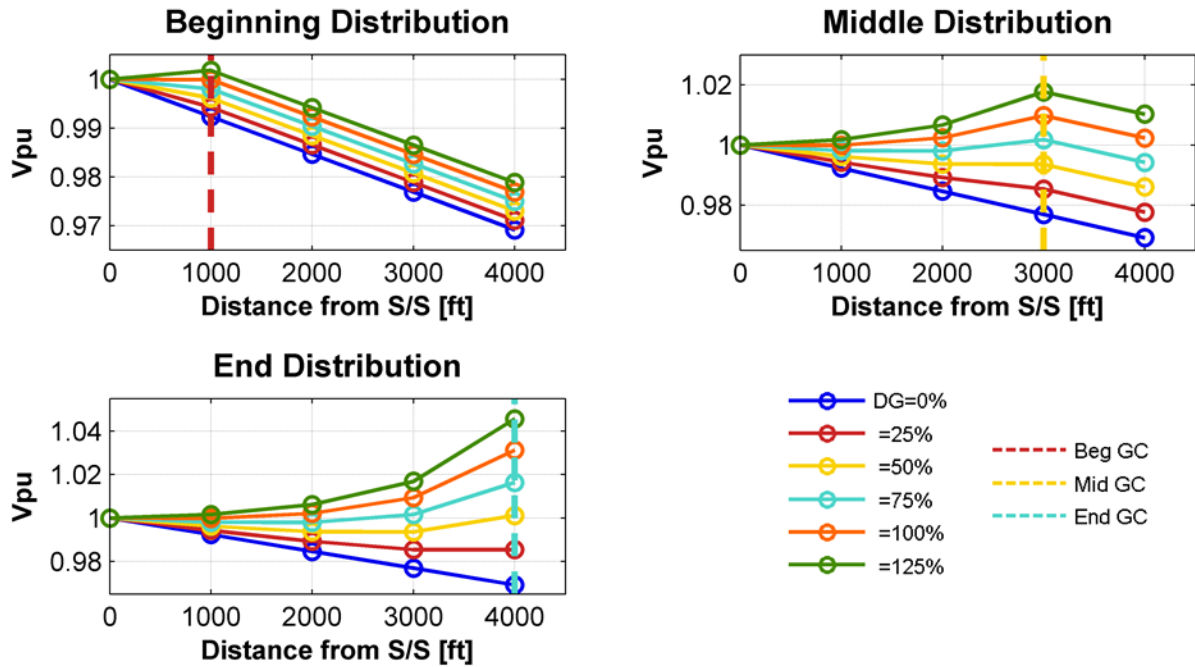 Beginning Distribution
Vpu
1
0.99
0.98
0.97
0 1000 2000 3000 4000
Distance from S/S [ft]
Middle Distribution
Vpu
1.02
1
0.98
0 1000 2000 3000 4000
Distance from S/S [ft]
End Distribution
Vpu
1.04
1.02
1
0.98
0 1000 2000 3000 4000
Distance from S/S [ft]
DG=0%
=25%
=50%
=75%
=100%
=125%
Beg GC
Mid GC
End GC